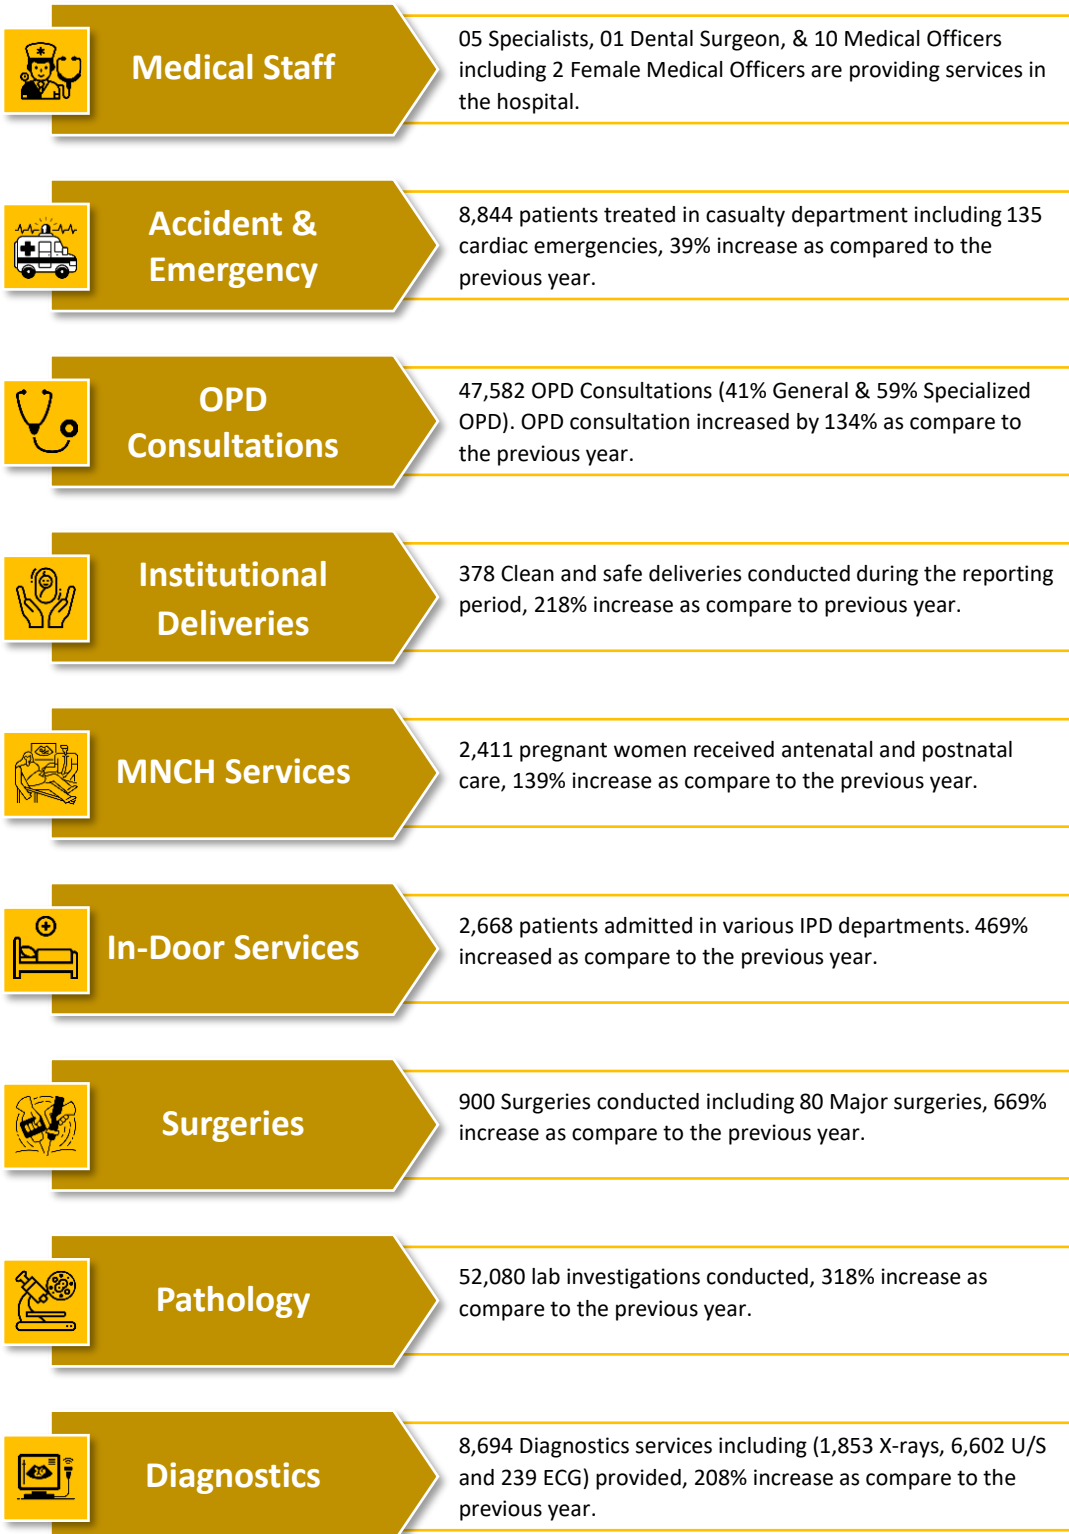 Medical Staff
05 Specialists, 01 Dental Surgeon, & 10 Medical Officers
including 2 Female Medical Officers are providing services in
the hospital.
Accident &
Emergency
8,844 patients treated in casualty department including 135
cardiac emergencies, 39% increase as compared to the
previous year.
OPD
Consultations
47,582 OPD Consultations (41% General & 59% Specialized
OPD). OPD consultation increased by 134% as compare to
the previous year.
Institutional
Deliveries
378 Clean and safe deliveries conducted during the reporting
period, 218% increase as compare to previous year.
MNCH Services
2,411 pregnant women received antenatal and postnatal
care, 139% increase as compare to the previous year.
In-Door Services
2,668 patients admitted in various IPD departments. 469%
increased as compare to the previous year.
Surgeries
900 Surgeries conducted including 80 Major surgeries, 669%
increase as compare to the previous year.
Pathology
52,080 lab investigations conducted, 318% increase as
compare to the previous year.
Diagnostics
8,694 Diagnostics services including (1,853 X-rays, 6,602 U/S
and 239 ECG) provided, 208% increase as compare to the
previous year.